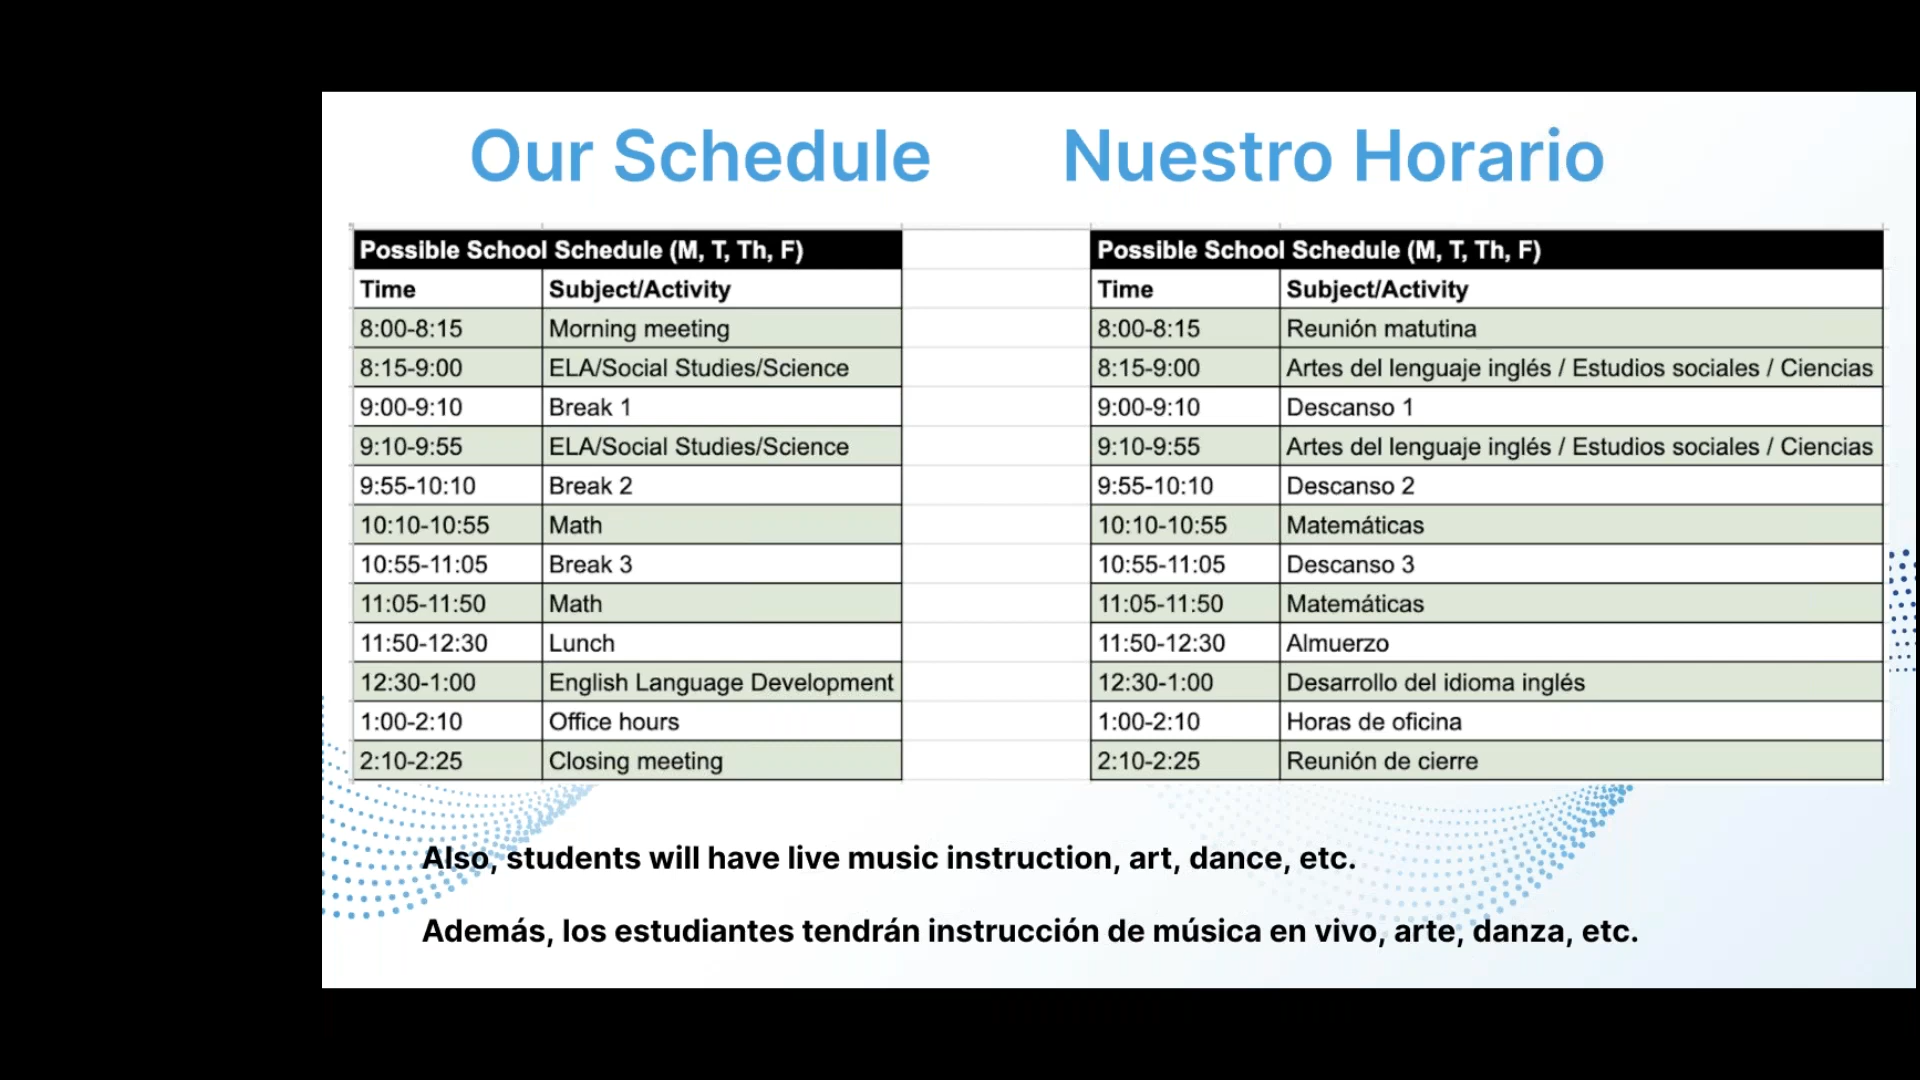 Our Schedule
Nuestro Horario
Possible School Schedule (M, T, Th, F)
Time Subject/Activity
8:00-8:15 Morning meeting
8:15-9:00 ELA/Social Studies/Science
9:00-9:10 Break 1
9:10-9:55 ELA/Social Studies/Science
9:55-10:10 Break 2
10:10-10:55 Math
10:55-11:05 Break 3
11:05-11:50 Math
11:50-12:30 Lunch
12:30-1:00 English Language Development
1:00-2:10 Office hours
2:10-2:25 Closing meeting
Possible School Schedule (M, T, Th, F)
Time Subject/Activity
8:00-8:15 Reunión matutina
8:15-9:00 Artes del lenguaje inglés / Estudios sociales / Ciencias
9:00-9:10 Descanso 1
9:10-9:55 Artes del lenguaje inglés / Estudios sociales / Ciencias
9:55-10:10 Descanso 2
10:10-10:55 Matemáticas
10:55-11:05 Descanso 3
11:05-11:50 Matemáticas
11:50-12:30 Almuerzo
12:30-1:00 Desarrollo del idioma inglés
1:00-2:10 Horas de oficina
2:10-2:25 Reunión de cierre
Also, students will have live music instruction, art, dance, etc.
Además, los estudiantes tendrán instrucción de música en vivo, arte, danza, etc.